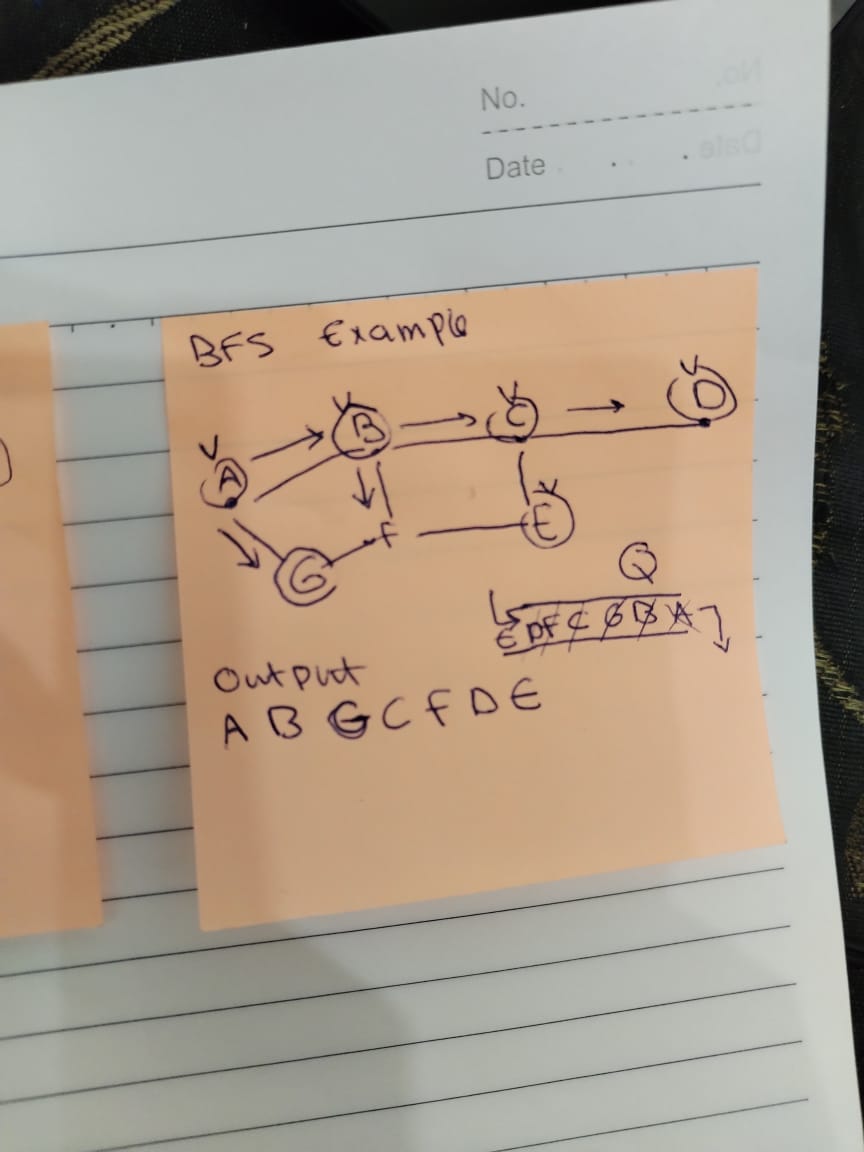 No.
Date
BFS Example
A B C D
G F E
Q
E D F C G B A
Output
A B G C F D E